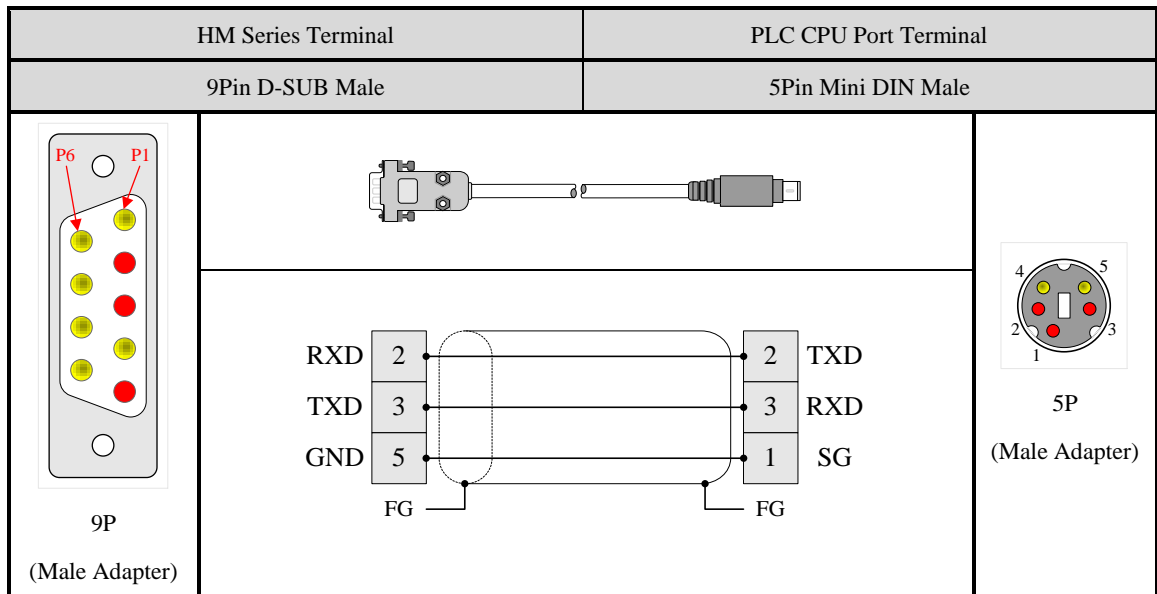 HM Series Terminal
PLC CPU Port Terminal
9Pin D-SUB Male
5Pin Mini DIN Male
P6
P1
9P
(Male Adapter)
RXD 2
2 TXD
TXD 3
3 RXD
GND 5
1 SG
FG
FG
4
5
2
3
1
5P
(Male Adapter)